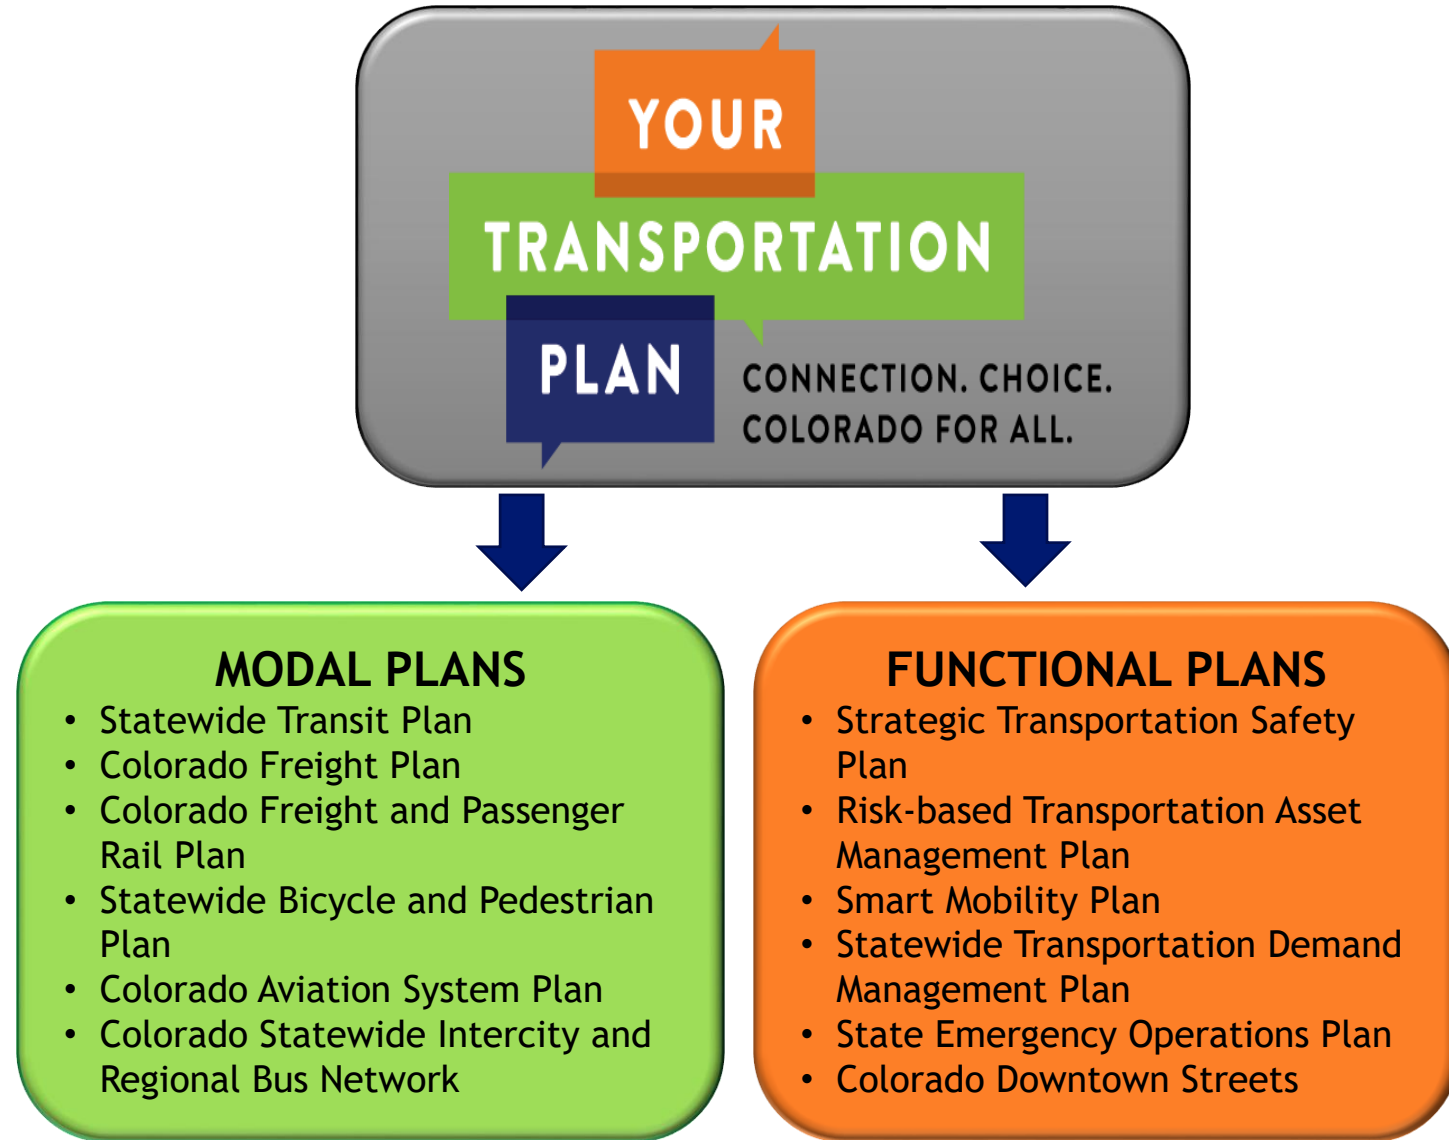 YOUR
TRANSPORTATION
PLAN
CONNECTION. CHOICE.
COLORADO FOR ALL.
MODAL PLANS
• Statewide Transit Plan
• Colorado Freight Plan
• Colorado Freight and Passenger
Rail Plan
• Statewide Bicycle and Pedestrian
Plan
• Colorado Aviation System Plan
• Colorado Statewide Intercity and
Regional Bus Network
FUNCTIONAL PLANS
• Strategic Transportation Safety
Plan
• Risk-based Transportation Asset
Management Plan
• Smart Mobility Plan
• Statewide Transportation Demand
Management Plan
• State Emergency Operations Plan
• Colorado Downtown Streets